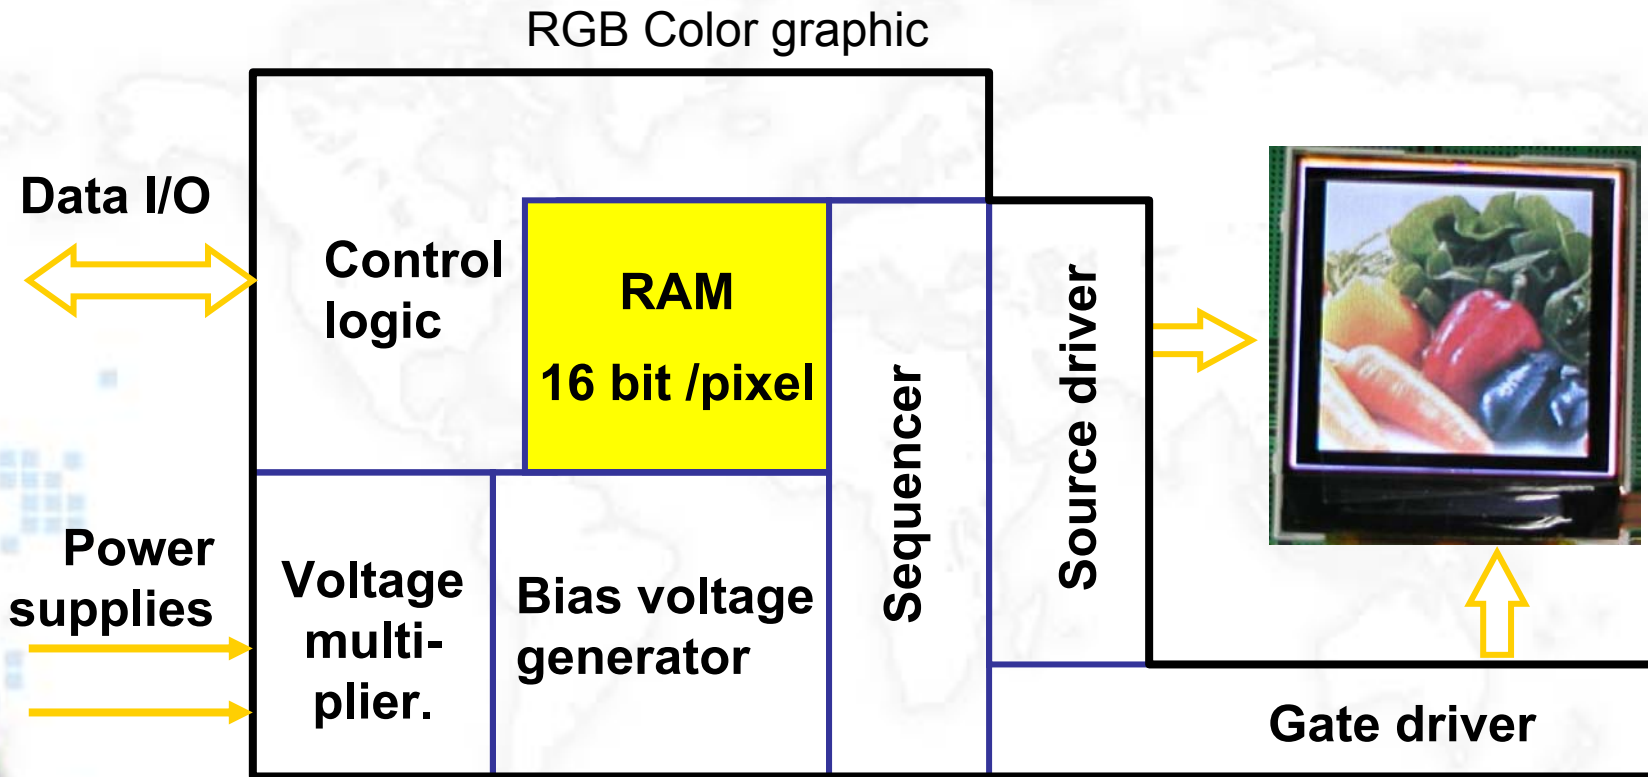 RGB Color graphic
Data I/O
Control
logic
RAM
16 bit /pixel
Sequencer
Source driver
Power
supplies
Voltage
multi-
plier.
Bias voltage
generator
Gate driver